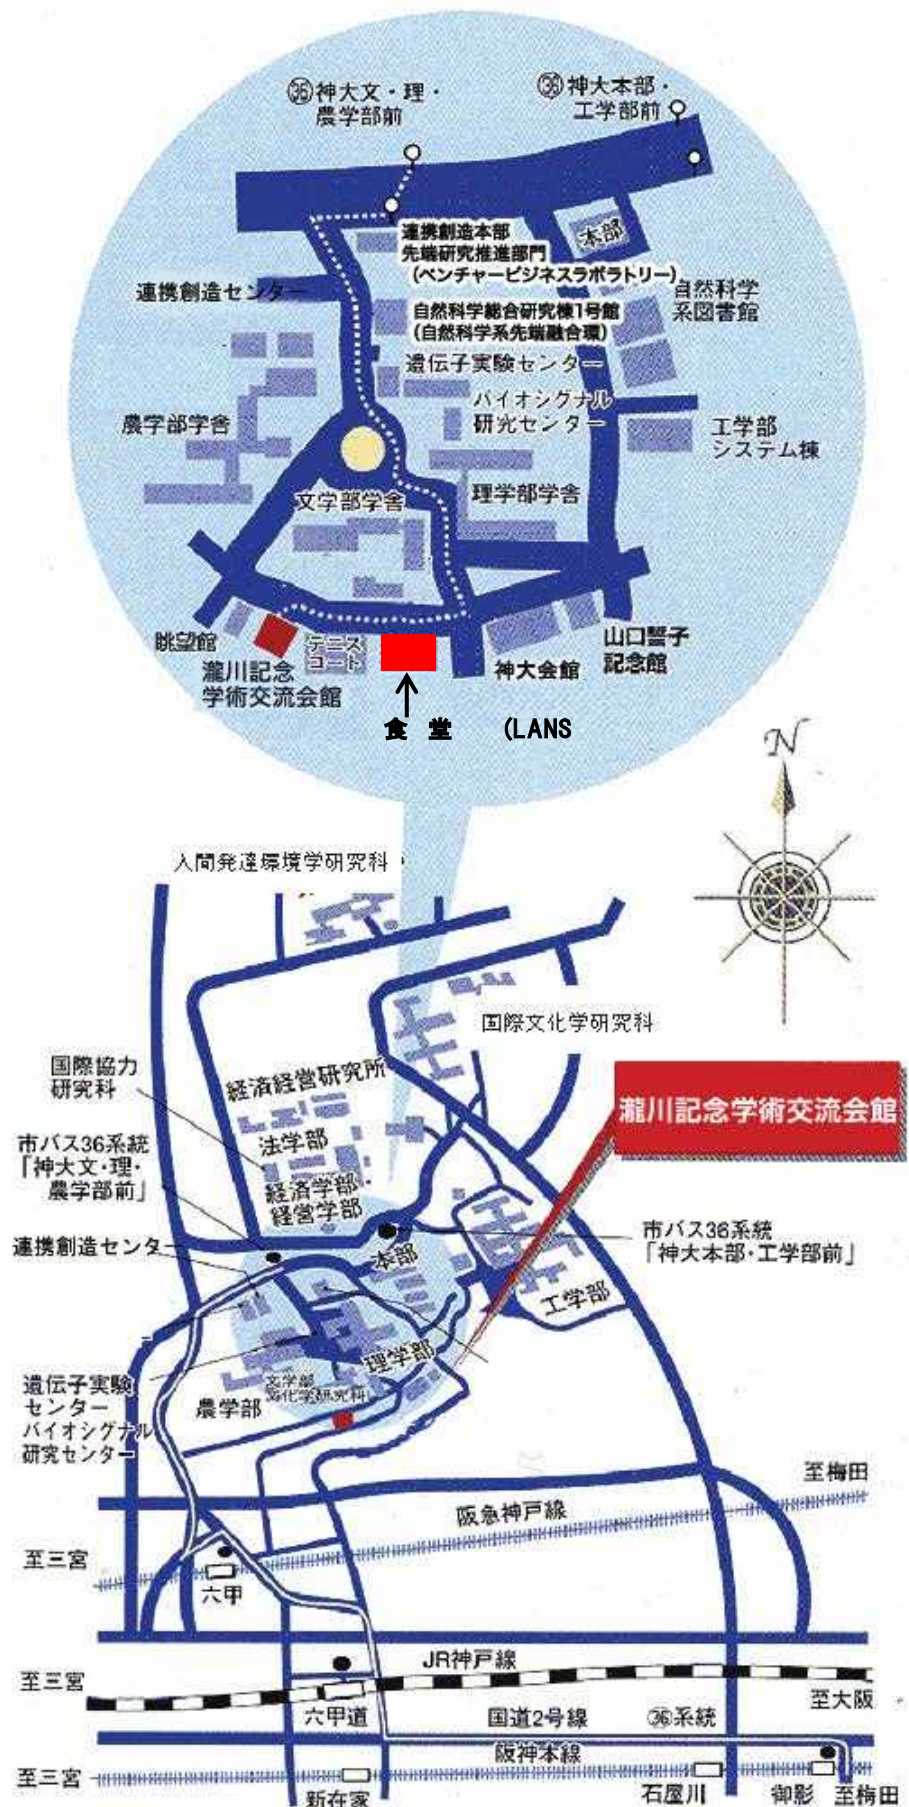 ㊱神大文・理・
農学部前
㊱神大本部・
工学部前
本部
連携創造本部
先端研究推進部門
(ベンチャービジネスラボラトリー)
連携創造センター
自然科学
系図書館
自然科学総合研究棟1号館
(自然科学系先端融合環)
遺伝子実験センター
バイオシグナル
研究センター
農学部学舎
工学部
システム棟
文学部学舎
理学部学舎
眺望館
瀧川記念
学術交流会館
テニス
コート
神大会館
山口誓子
記念館
食 堂 (LANS
N
人間発達環境学研究科・
国際文化学研究科
国際協力
研究科
経済経営研究所
瀧川記念学術交流会館
法学部
市バス36系統
「神大文・理・
農学部前」
経済学部・
経営学部
連携創造センター
本部
市バス36系統
「神大本部・工学部前」
工学部
理学部
遺伝子実験
センター
バイオシグナル
研究センター
農学部
文学部
文化学研究科
至梅田
阪急神戸線
至三宮
六甲
JR神戸線
至三宮
六甲道
至大阪
国道2号線
㊱系統
阪神本線
至三宮
新在家
石屋川
御影
至梅田